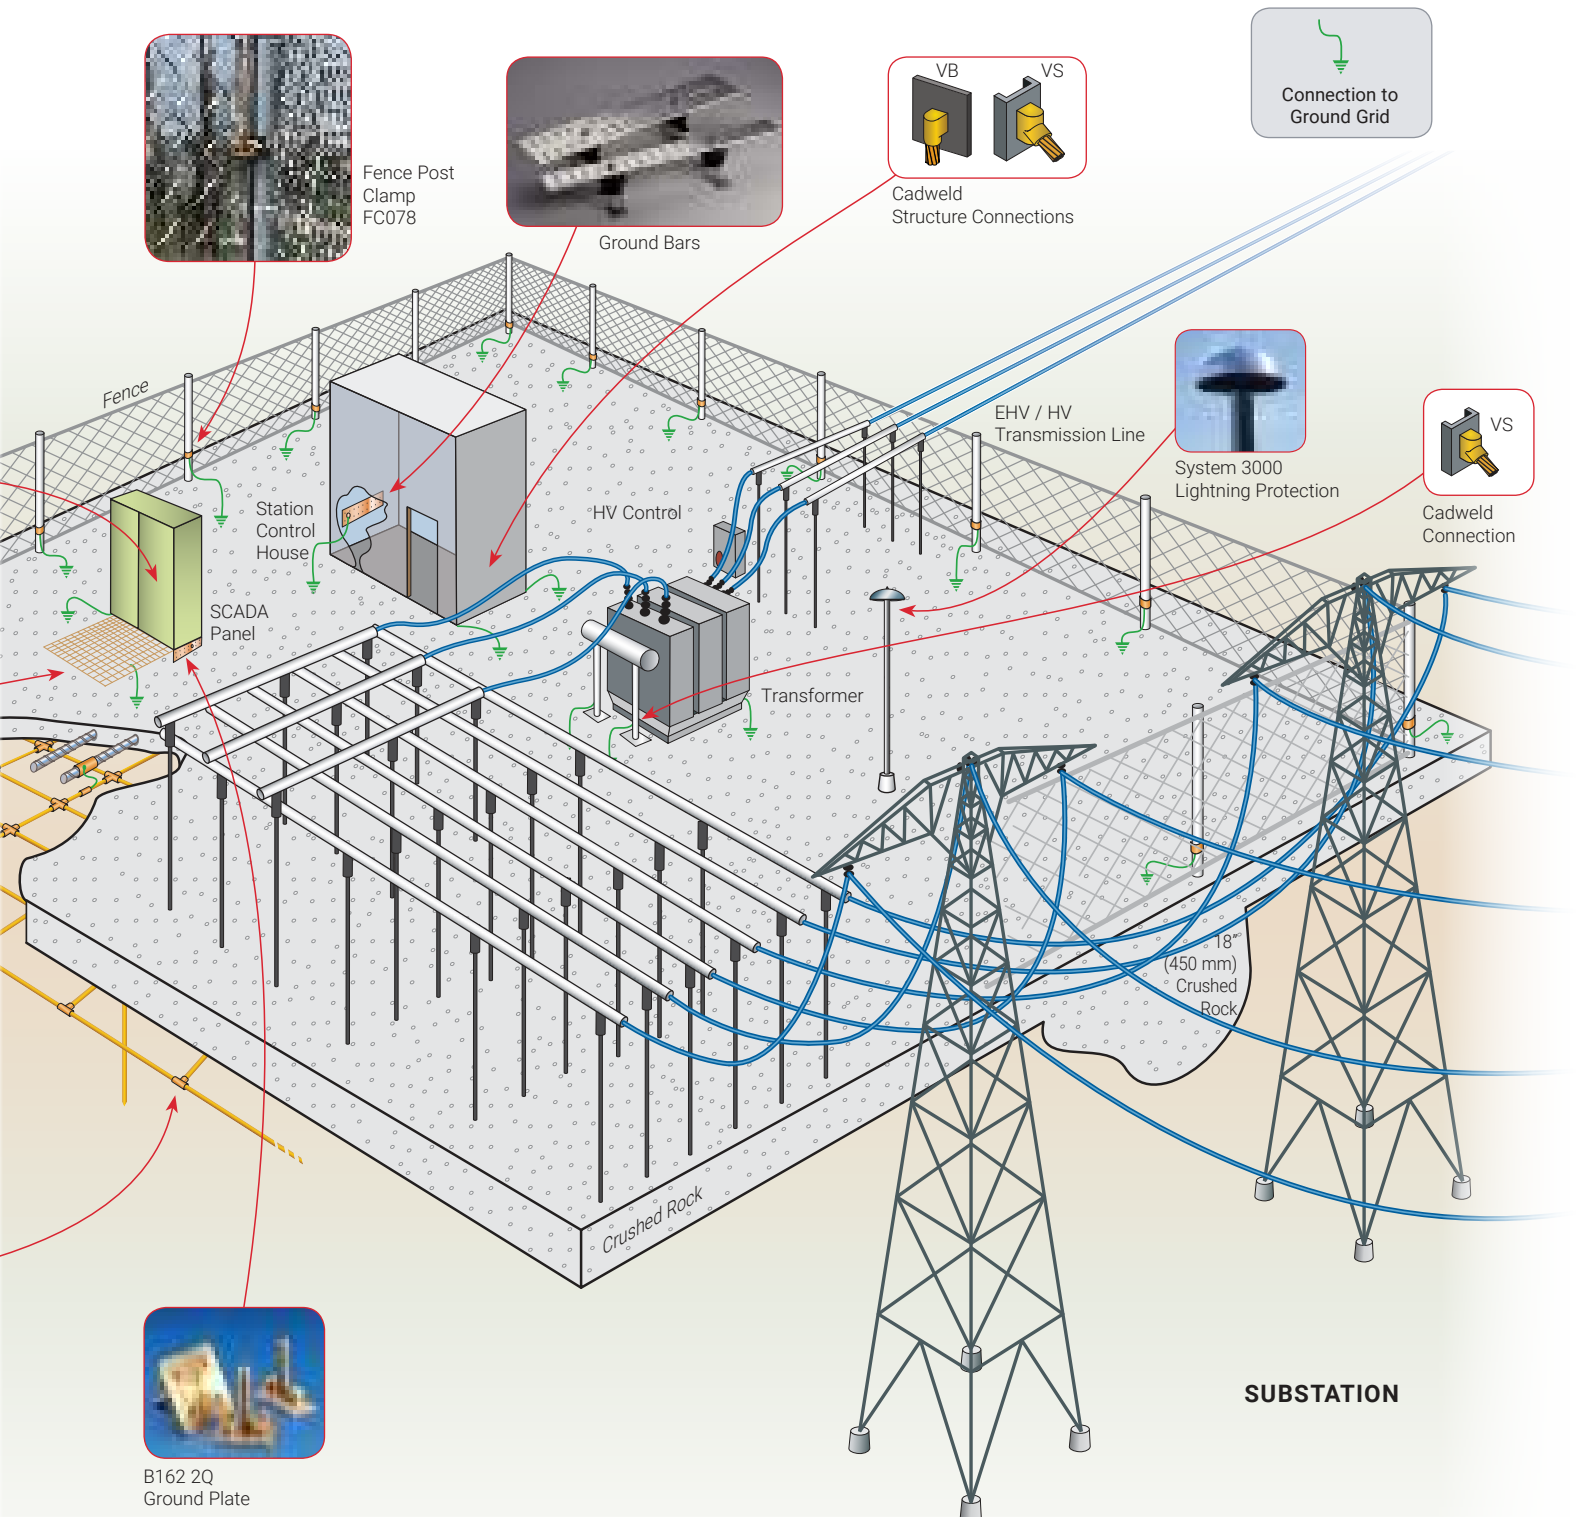 VB
VS
Connection to
Ground Grid
Fence Post
Clamp
FC078
Cadweld
Structure Connections
Ground Bars
Fence
EHV / HV
Transmission Line
System 3000
Lightning Protection
VS
Cadweld
Connection
Station
Control
House
HV Control
SCADA
Panel
Transformer
18”
(450 mm)
Crushed
Rock
Crushed Rock
SUBSTATION
B162 2Q
Ground Plate